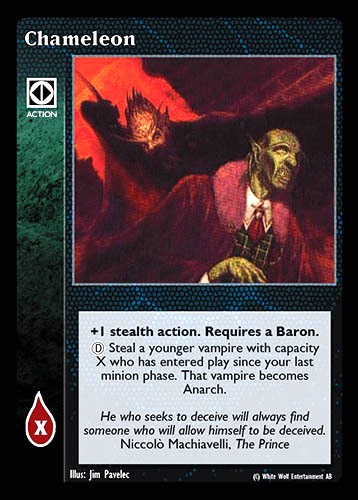 Chameleon
ACTION
+1 stealth action. Requires a Baron.
Ⓓ Steal a younger vampire with capacity
X who has entered play since your last
minion phase. That vampire becomes
Anarch.
He who seeks to deceive will always find
someone who will allow himself to be deceived.
Niccolò Machiavelli, The Prince
X
Illus: Jim Pavelec
(C) White Wolf Entertainment AB